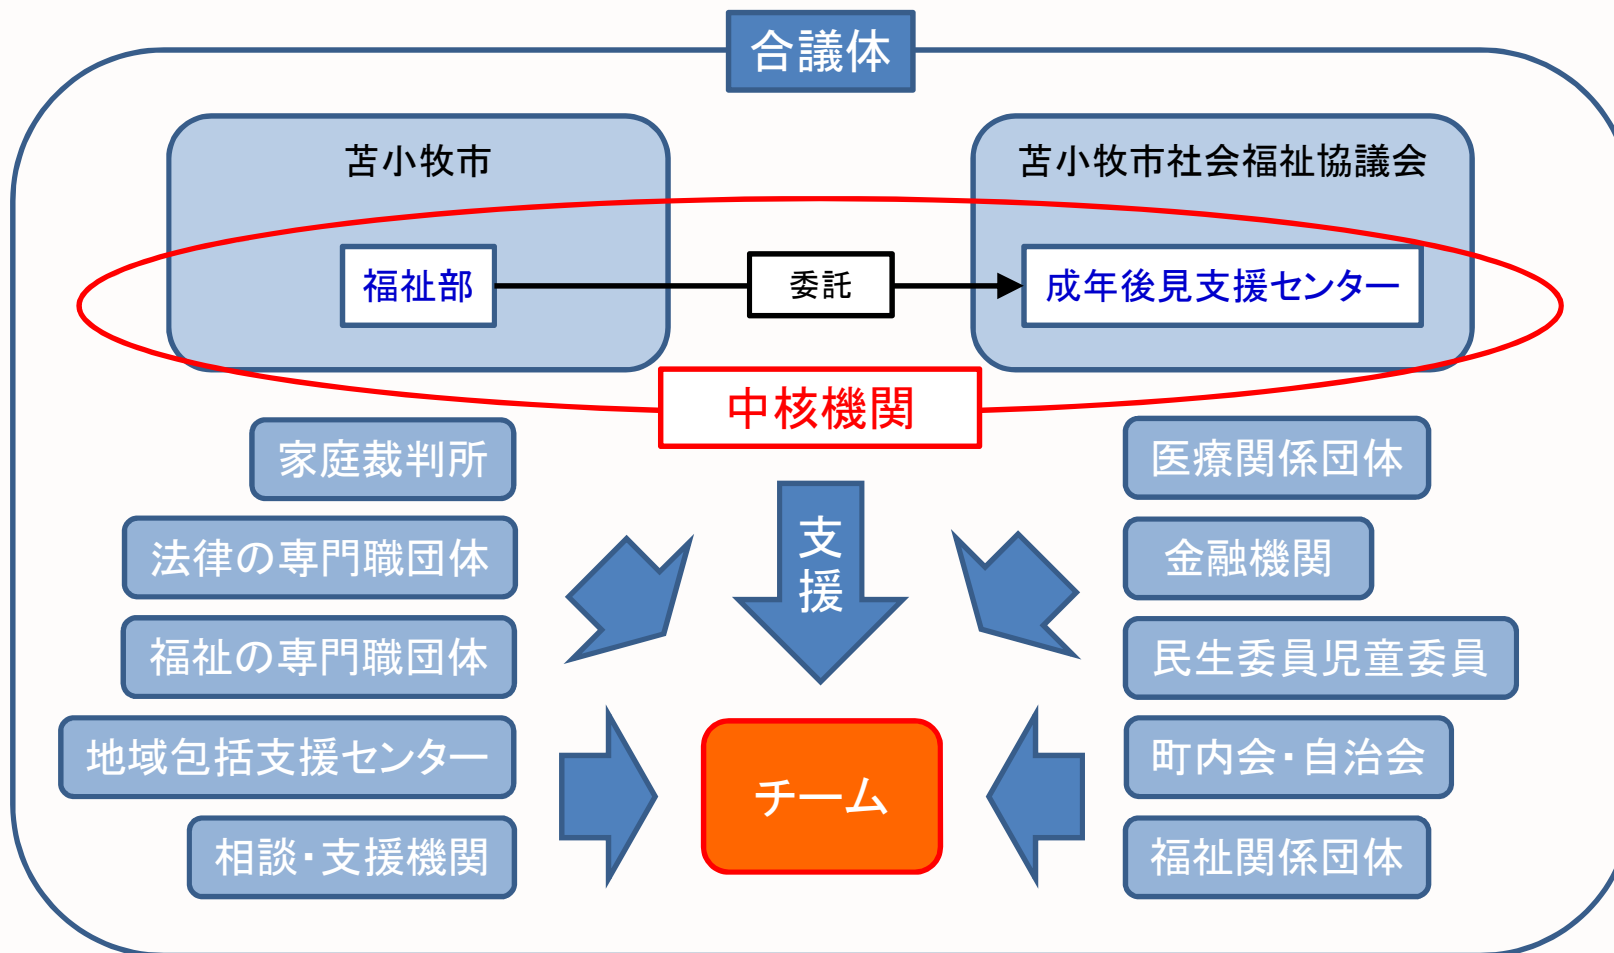 合議体
苫小牧市
苫小牧市社会福祉協議会
福祉部
委託
成年後見支援センター
中核機関
家庭裁判所
法律の専門職団体
福祉の専門職団体
地域包括支援センター
相談・支援機関
支
援
チーム
医療関係団体
金融機関
民生委員児童委員
町内会・自治会
福祉関係団体